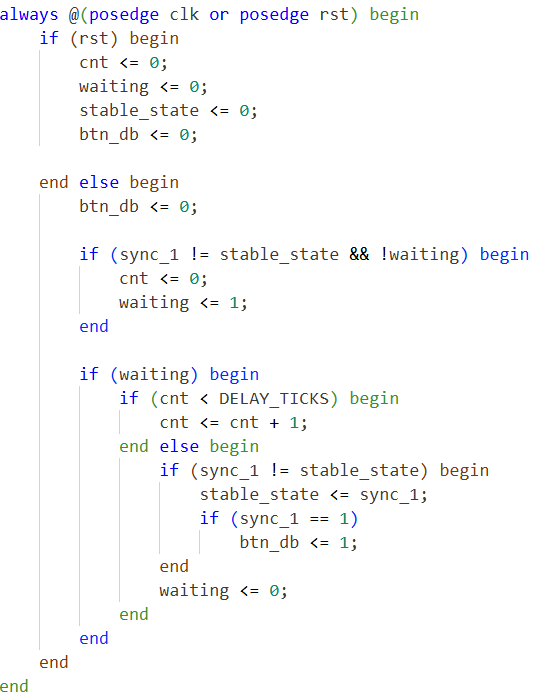 always @(posedge clk or posedge rst) begin
    if (rst) begin
        cnt <= 0;
        waiting <= 0;
        stable_state <= 0;
        btn_db <= 0;

    end else begin
        btn_db <= 0;

        if (sync_1 != stable_state && !waiting) begin
            cnt <= 0;
            waiting <= 1;
        end

        if (waiting) begin
            if (cnt < DELAY_TICKS) begin
                cnt <= cnt + 1;
            end else begin
                if (sync_1 != stable_state) begin
                    stable_state <= sync_1;
                    if (sync_1 == 1)
                        btn_db <= 1;
                end
                waiting <= 0;
            end
        end
    end
end